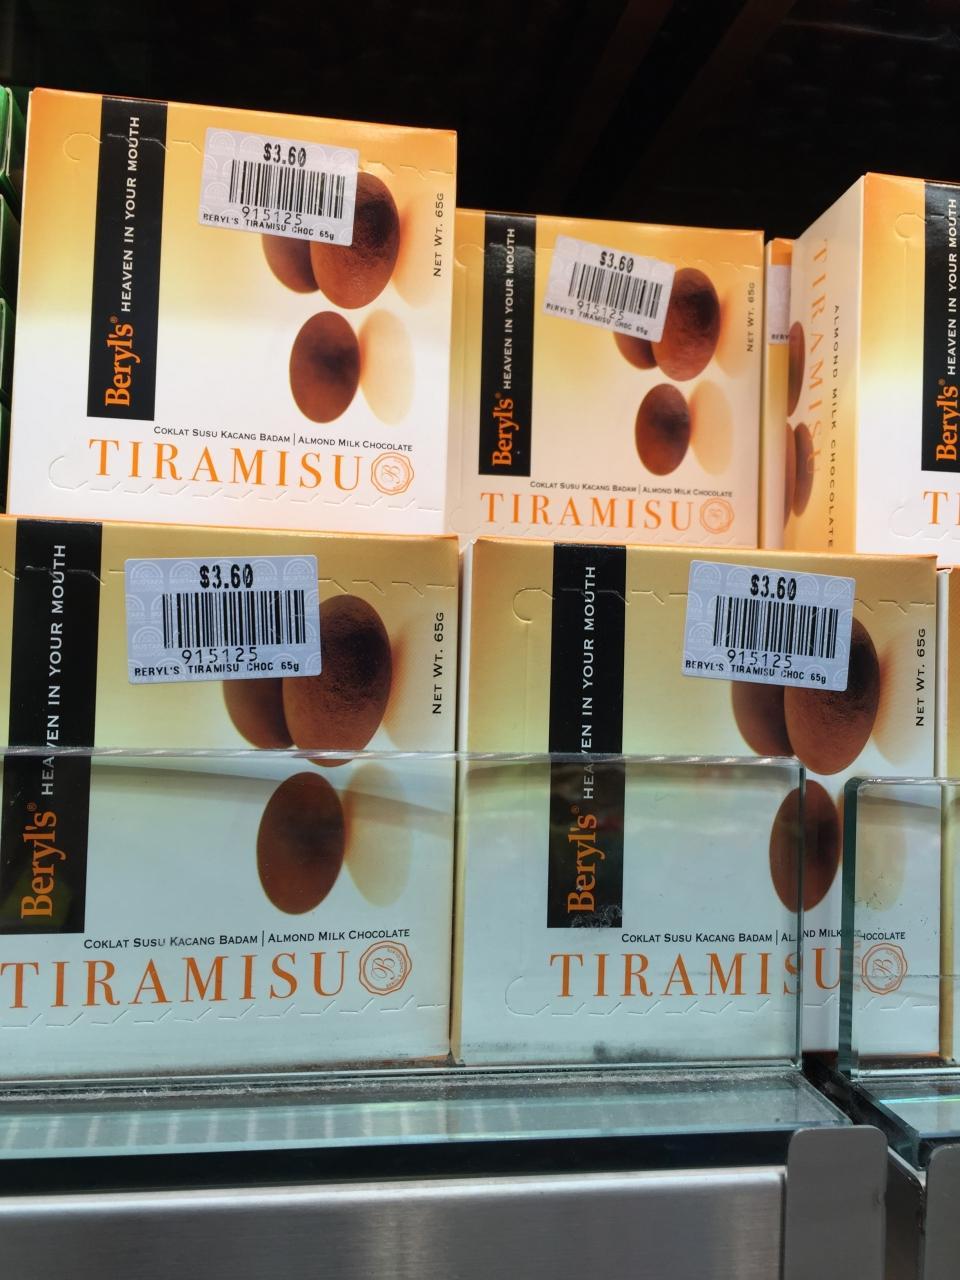 $3.60
915125
BERYL'S TIRAMISU CHOC 65g
Beryl's® HEAVEN IN YOUR MOUTH
NET WT. 65G
COKLAT SUSU KACANG BADAM | ALMOND MILK CHOCOLATE
TIRAMISU
$3.60
915125
BERYL'S TIRAMISU CHOC 65g
Beryl's® HEAVEN IN YOUR MOUTH
NET WT. 65G
COKLAT SUSU KACANG BADAM | ALMOND MILK CHOCOLATE
TIRAMISU
BERY
TIRAMISU
ALMOND MILK CHOCOLATE
Beryl's HEAVEN IN YOUR MOUTH
TI
$3.60
915125
BERYL'S TIRAMISU CHOC 65g
Beryl's® HEAVEN IN YOUR MOUTH
NET WT. 65G
COKLAT SUSU KACANG BADAM | ALMOND MILK CHOCOLATE
TIRAMISU
$3.60
915125
BERYL'S TIRAMISU CHOC 65g
Beryl's® HEAVEN IN YOUR MOUTH
NET WT. 65G
COKLAT SUSU KACANG BADAM | ALMOND MILK CHOCOLATE
TIRAMISU